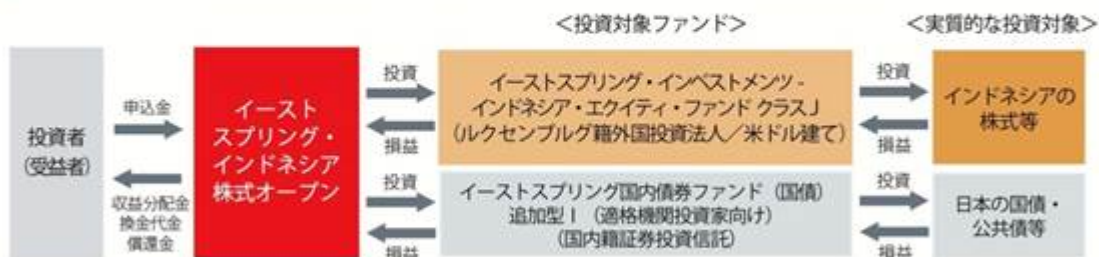 ＜投資対象ファンド＞
＜実質的な投資対象＞
投資者
(受益者)
申込金
収益分配金
換金代金
償還金
イースト
スプリング・
インドネシア
株式オープン
投資
損益
イーストスプリング・インベストメンツ -
インドネシア・エクイティ・ファンド クラスJ
(ルクセンブルグ籍外国投資法人／米ドル建て)
投資
損益
インドネシアの
株式等
投資
損益
イーストスプリング国内債券ファンド（国債）
追加型Ⅰ（適格機関投資家向け）
(国内籍証券投資信託)
投資
損益
日本の国債・
公共債等